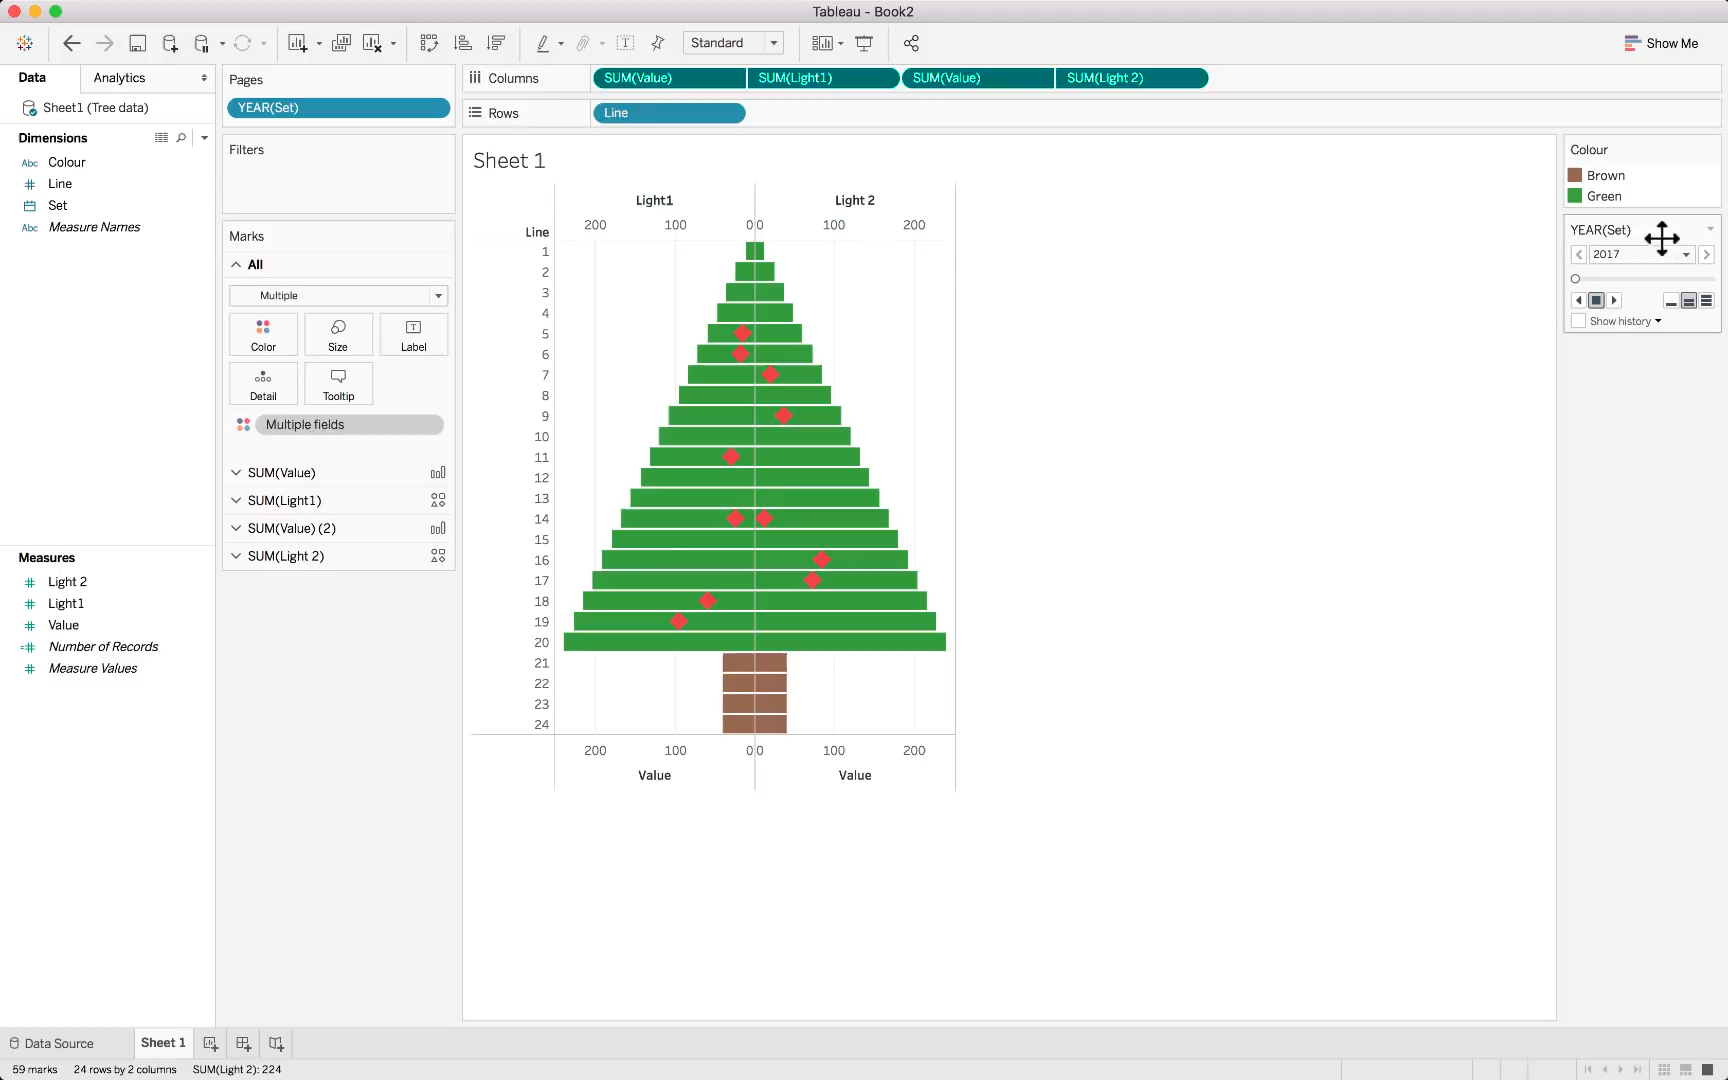 Tableau - Book2
Standard
Show Me
Data
Analytics
Sheet1 (Tree data)
Dimensions
Abc Colour
# Line
Set
Abc Measure Names
Measures
# Light 2
# Light1
# Value
=# Number of Records
# Measure Values
Pages
YEAR(Set)
Filters
Marks
All
Multiple
Color
Size
Label
Detail
Tooltip
Multiple fields
SUM(Value)
SUM(Light1)
SUM(Value) (2)
SUM(Light 2)
Columns
SUM(Value)
SUM(Light1)
SUM(Value)
SUM(Light 2)
Rows
Line
Sheet 1
Light1
Light 2
200 100 0 0 100 200
Line
1
2
3
4
5
6
7
8
9
10
11
12
13
14
15
16
17
18
19
20
21
22
23
24
200 100 0 0 100 200
Value
Value
Colour
Brown
Green
YEAR(Set)
2017
Show history
Data Source
Sheet 1
59 marks
24 rows by 2 columns
SUM(Light 2): 224